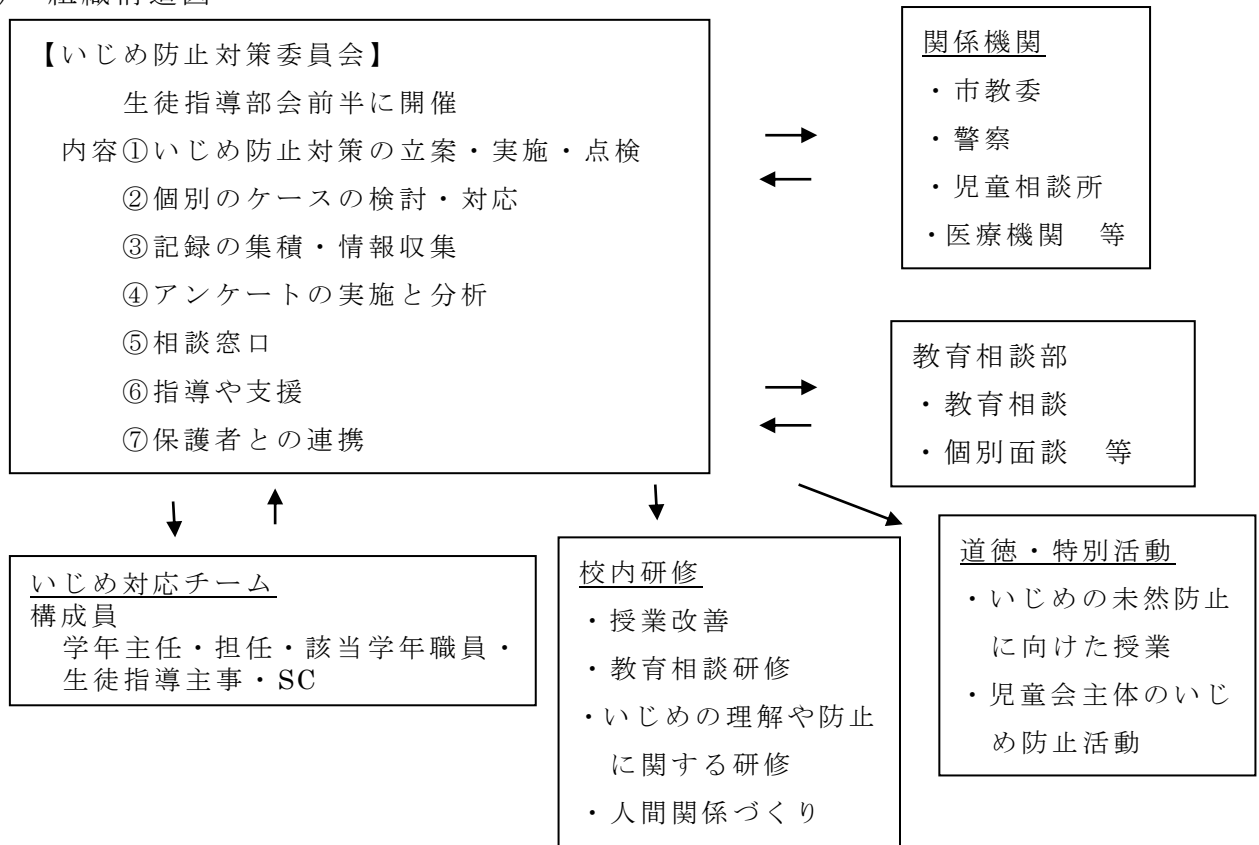 【いじめ防止対策委員会】
生徒指導部会前半に開催
内容①いじめ防止対策の立案・実施・点検
②個別のケースの検討・対応
③記録の集積・情報収集
④アンケートの実施と分析
⑤相談窓口
⑥指導や支援
⑦保護者との連携
関係機関
・市教委
・警察
・児童相談所
・医療機関 等
教育相談部
・教育相談
・個別面談 等
いじめ対応チーム
構成員
学年主任・担任・該当学年職員・
生徒指導主事・SC
校内研修
・授業改善
・教育相談研修
・いじめの理解や防止
に関する研修
・人間関係づくり
道徳・特別活動
・いじめの未然防止
に向けた授業
・児童会主体のいじ
め防止活動